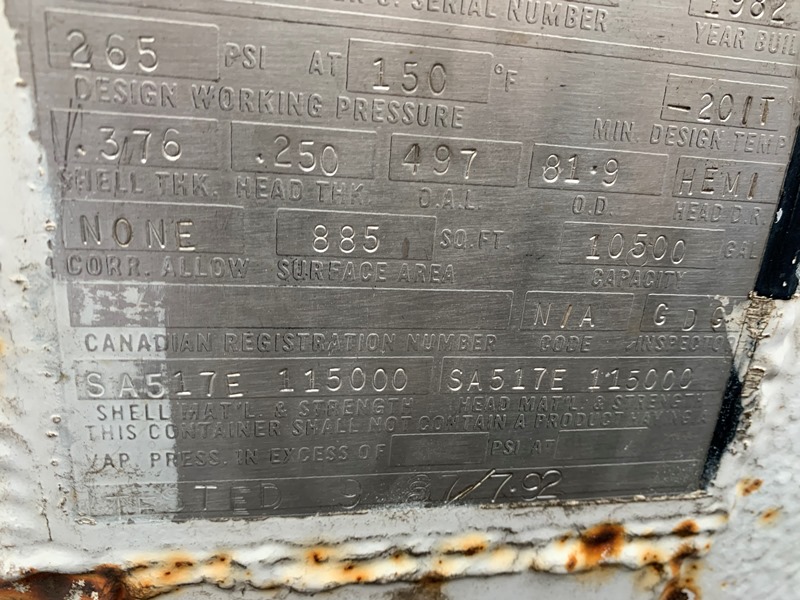 & SERIAL NUMBER
1982
YEAR BUIL
265 PSI AT 150 °F
DESIGN WORKING PRESSURE
-20/T
MIN. DESIGN TEMP
.376 .250 497 81.9 HEMI
SHELL THK. HEAD THK. O.A.L. O.D. HEAD D.R.
NONE 885 SQ.FT. 10500 GAL
CORR. ALLOW SURFACE AREA CAPACITY
N/A GDG
CANADIAN REGISTRATION NUMBER CODE INSPECTOR
SA517E 115000 SA517E 115000
SHELL MAT'L. & STRENGTH HEAD MAT'L. & STRENGTH
THIS CONTAINER SHALL NOT CONTAIN A PRODUCT HAVING A
VAP. PRESS. IN EXCESS OF PSI AT
TESTED